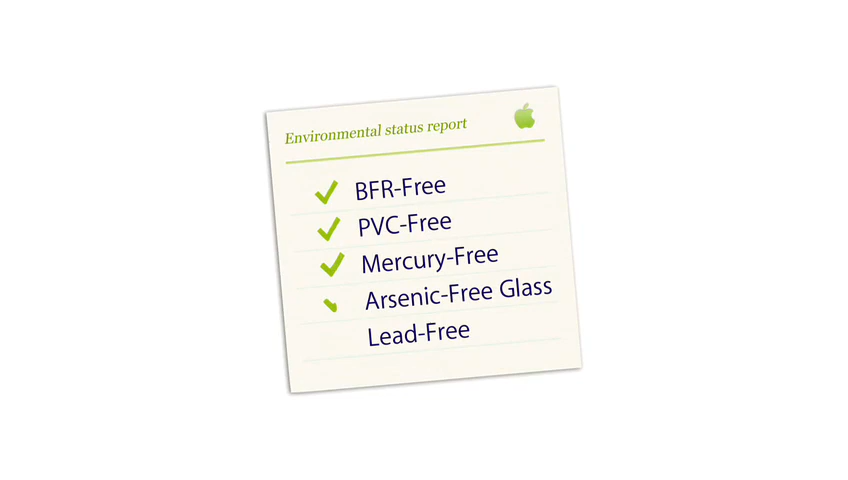 Environmental status report
BFR-Free
PVC-Free
Mercury-Free
Arsenic-Free Glass
Lead-Free